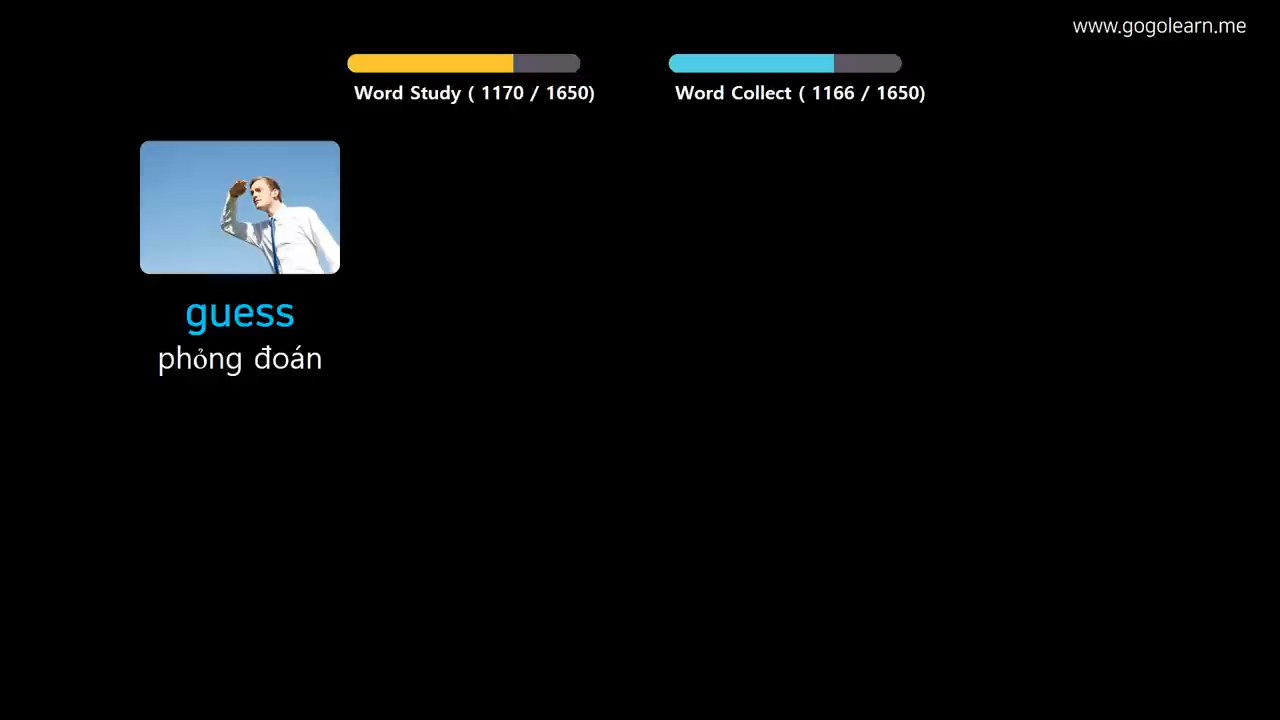 www.gogolearn.me
Word Study ( 1170 / 1650)
Word Collect ( 1166 / 1650)
guess
phỏng đoán